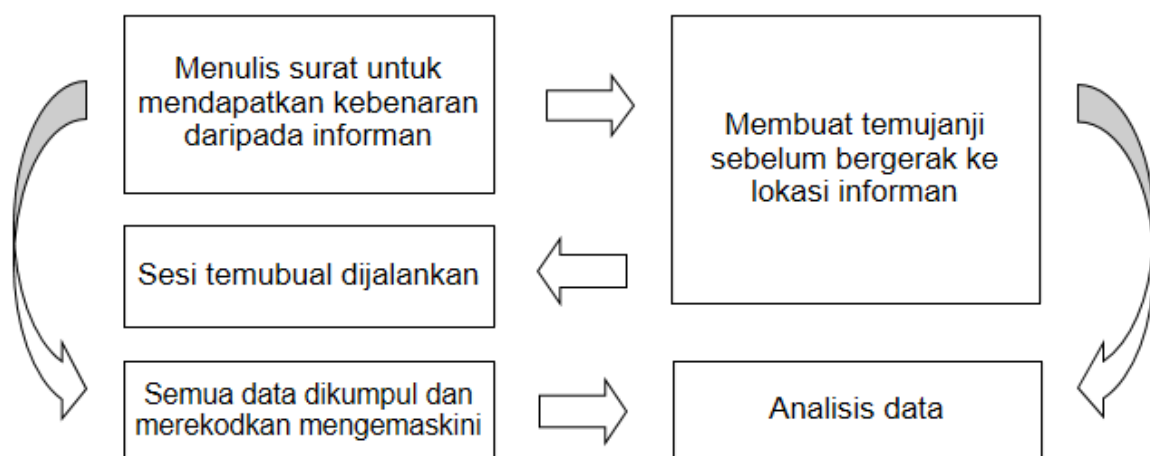 Menulis surat untuk
mendapatkan kebenaran
daripada informan
Membuat temujanji
sebelum bergerak ke
lokasi informan
Sesi temubual dijalankan
Semua data dikumpul dan
merekodkan mengemaskini
Analisis data